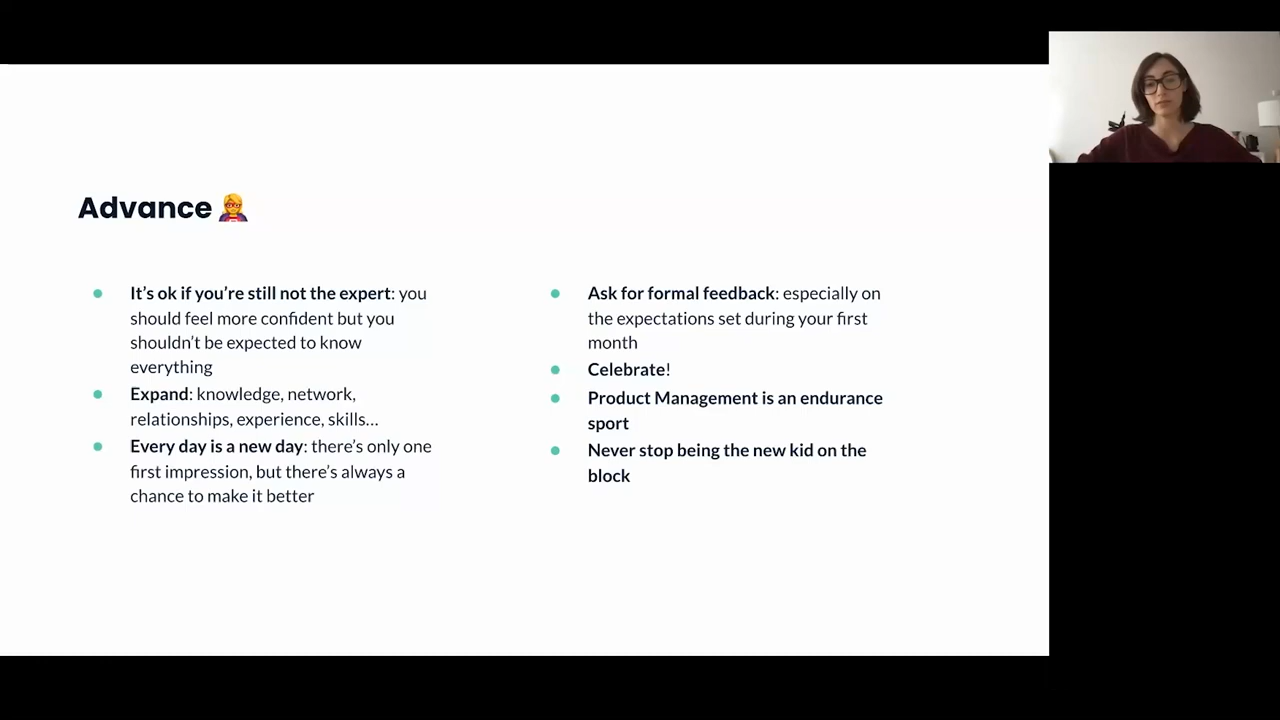 Advance
It’s ok if you’re still not the expert: you
should feel more confident but you
shouldn’t be expected to know
everything
Expand: knowledge, network,
relationships, experience, skills…
Every day is a new day: there’s only one
first impression, but there’s always a
chance to make it better
Ask for formal feedback: especially on
the expectations set during your first
month
Celebrate!
Product Management is an endurance
sport
Never stop being the new kid on the
block